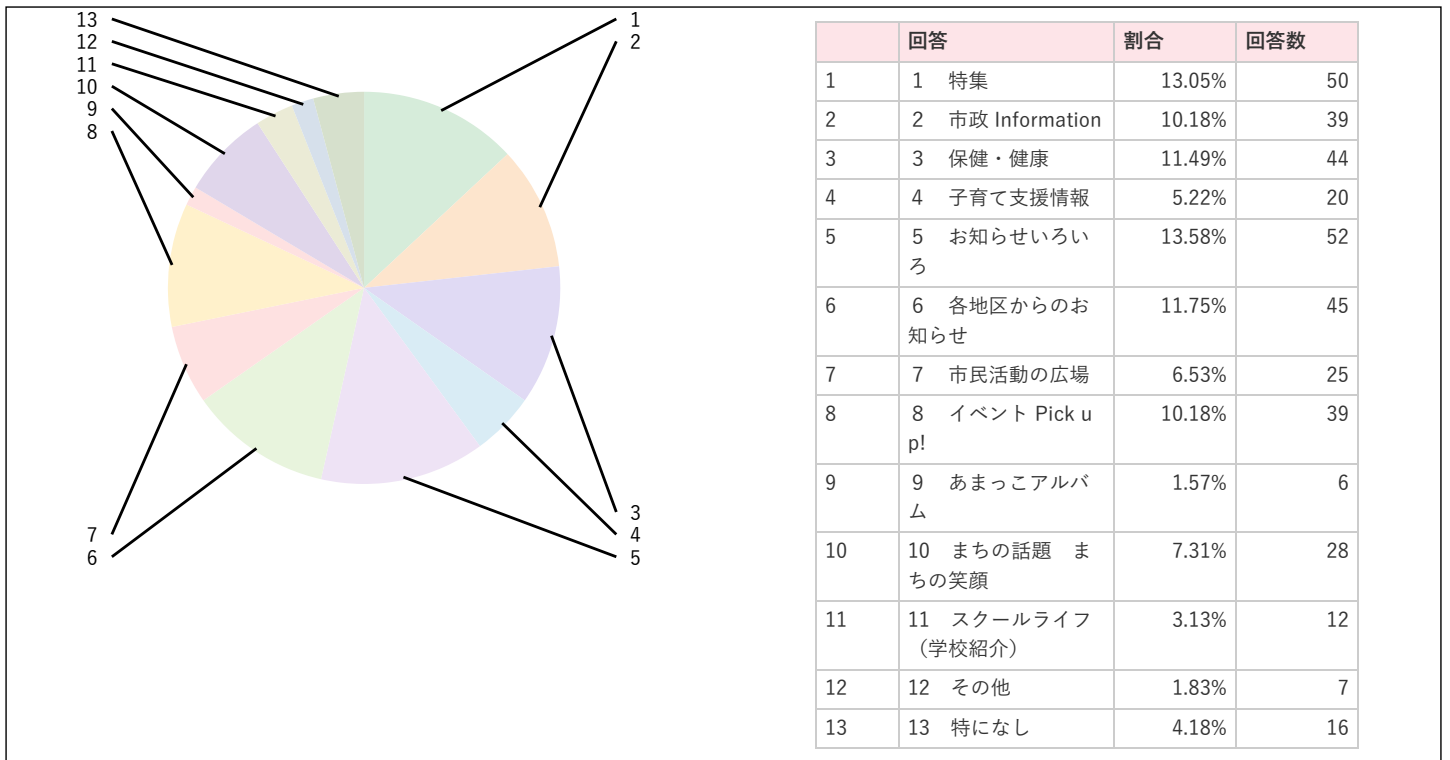 13
12
11
10
9
8
7
6
1
2
3
4
5
回答 割合 回答数
1 1 特集 13.05% 50
2 2 市政 Information 10.18% 39
3 3 保健・健康 11.49% 44
4 4 子育て支援情報 5.22% 20
5 5 お知らせいろい 13.58% 52
ろ
6 6 各地区からのお 11.75% 45
知らせ
7 7 市民活動の広場 6.53% 25
8 8 イベント Pick u 10.18% 39
p!
9 9 あまっこアルバ 1.57% 6
ム
10 10 まちの話題 ま 7.31% 28
ちの笑顔
11 11 スクールライフ 3.13% 12
（学校紹介）
12 12 その他 1.83% 7
13 13 特になし 4.18% 16